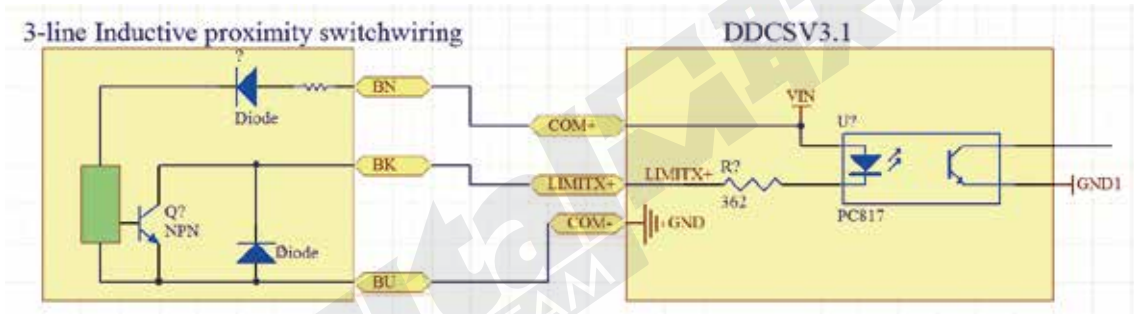 3-line Inductive proximity switchwiring
DDCSV3.1
?
Diode
BN
COM+
VIN
U?
BK
LIMITX+
LIMITX+
R?
362
PC817
GND1
Q?
NPN
COM-
GND
Diode
BU
TEAM